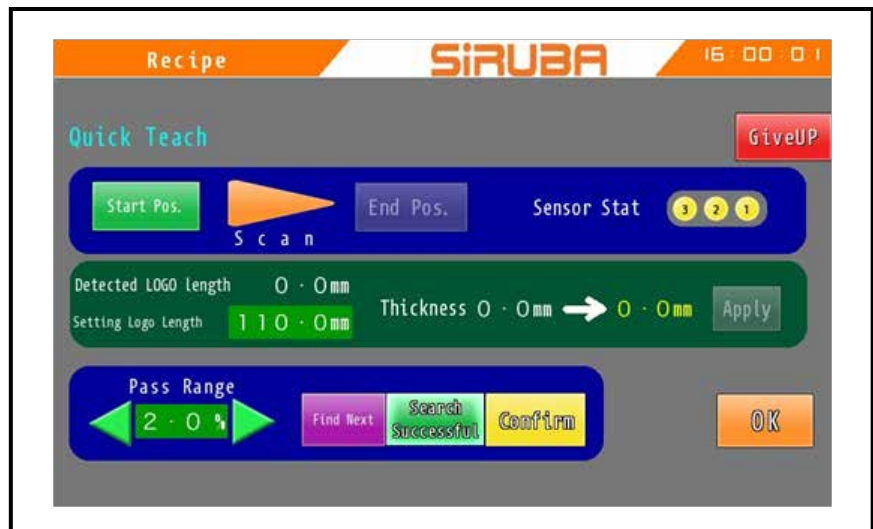 Recipe SiRUBA 16:00:01
Quick Teach GiveUP
Start Pos. Scan End Pos. Sensor Stat 3 2 1
Detected LOGO length 0.0mm
Setting Logo Length 110.0mm
Thickness 0.0mm 0.0mm Apply
Pass Range
2.0 %
Find Next
Search
Successful
Confirm
OK